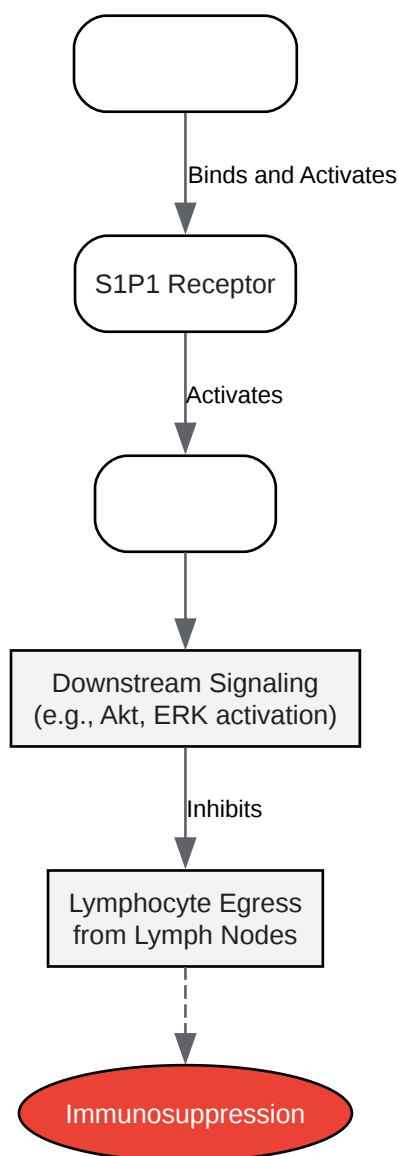 Binds and Activates
S1P1 Receptor
Activates
Downstream Signaling
(e.g., Akt, ERK activation)
Inhibits
Lymphocyte Egress
from Lymph Nodes
Immunosuppression